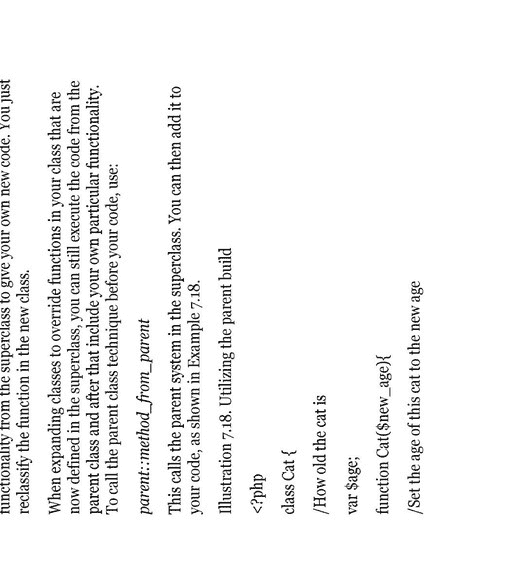 functionality from the superclass to give your own new code. You just
reclassify the function in the new class.
When expanding classes to override functions in your class that are
now defined in the superclass, you can still execute the code from the
parent class and after that include your own particular functionality.
To call the parent class technique before your code, use:
parent::method_from_parent
This calls the parent system in the superclass. You can then add it to
your code, as shown in Example 7.18.
Illustration 7.18. Utilizing the parent build
<?php
class Cat {
/How old the cat is
var $age;
function Cat($new_age){
/Set the age of this cat to the new age